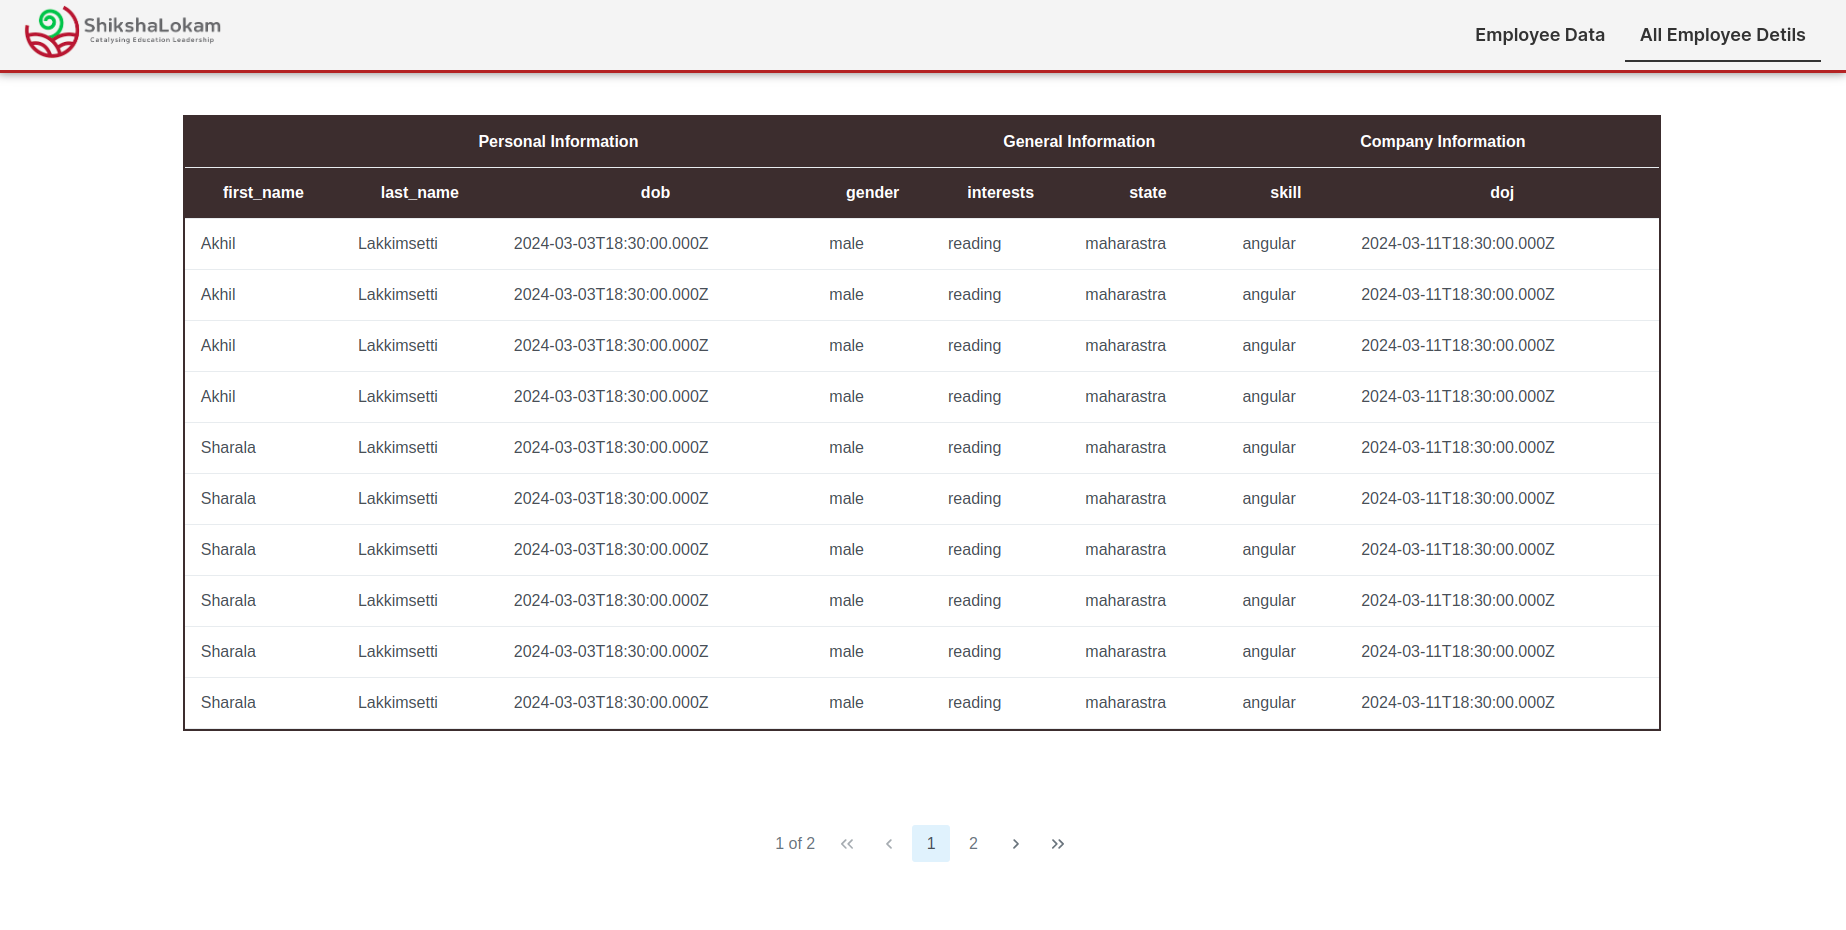 ShikshaLokam
Catalysing Education Leadership
Employee Data All Employee Detils
Personal Information General Information Company Information
first_name last_name dob gender interests state skill doj
Akhil Lakkimsetti 2024-03-03T18:30:00.000Z male reading maharastra angular 2024-03-11T18:30:00.000Z
Akhil Lakkimsetti 2024-03-03T18:30:00.000Z male reading maharastra angular 2024-03-11T18:30:00.000Z
Akhil Lakkimsetti 2024-03-03T18:30:00.000Z male reading maharastra angular 2024-03-11T18:30:00.000Z
Akhil Lakkimsetti 2024-03-03T18:30:00.000Z male reading maharastra angular 2024-03-11T18:30:00.000Z
Sharala Lakkimsetti 2024-03-03T18:30:00.000Z male reading maharastra angular 2024-03-11T18:30:00.000Z
Sharala Lakkimsetti 2024-03-03T18:30:00.000Z male reading maharastra angular 2024-03-11T18:30:00.000Z
Sharala Lakkimsetti 2024-03-03T18:30:00.000Z male reading maharastra angular 2024-03-11T18:30:00.000Z
Sharala Lakkimsetti 2024-03-03T18:30:00.000Z male reading maharastra angular 2024-03-11T18:30:00.000Z
Sharala Lakkimsetti 2024-03-03T18:30:00.000Z male reading maharastra angular 2024-03-11T18:30:00.000Z
Sharala Lakkimsetti 2024-03-03T18:30:00.000Z male reading maharastra angular 2024-03-11T18:30:00.000Z
1 of 2 « ‹ 1 2 › »